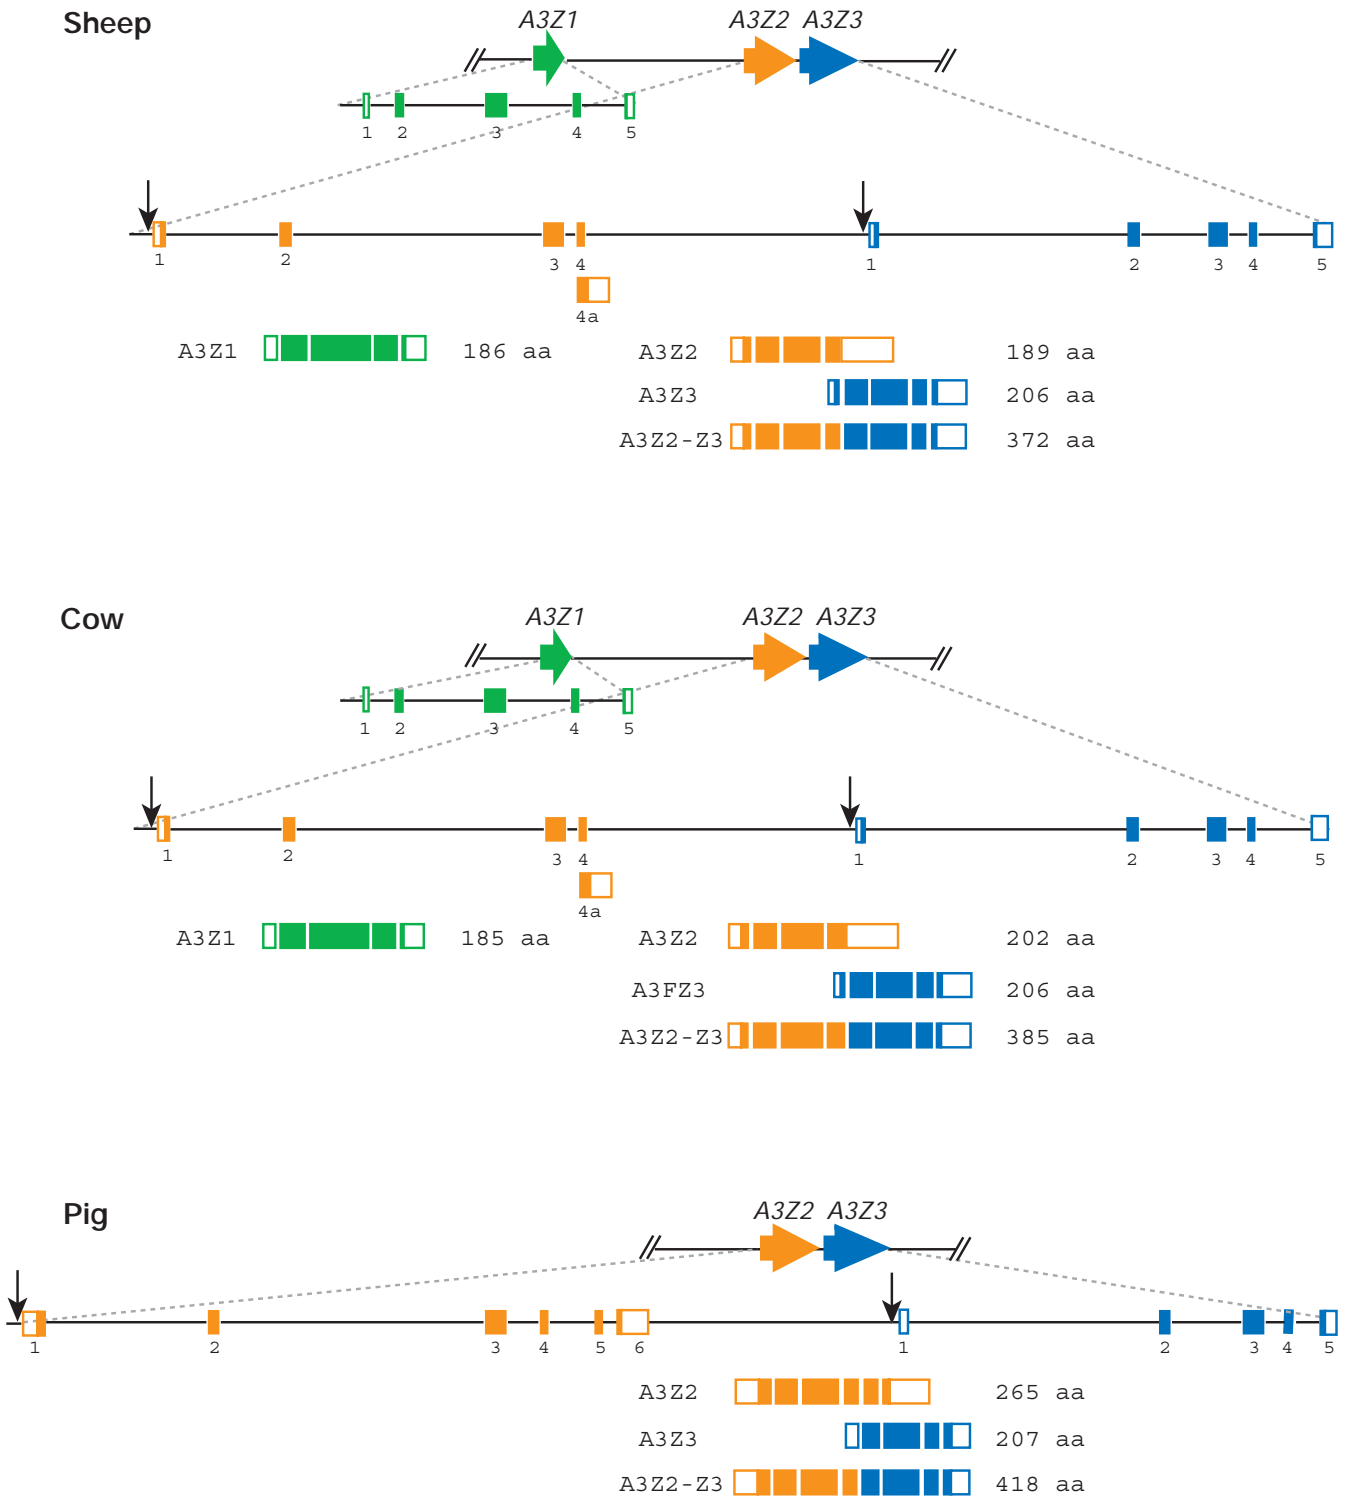 Sheep
A3Z1 A3Z2 A3Z3
1 2 3 4 5
1 2 3 4 1 2 3 4 5
4a
A3Z1 186 aa A3Z2 189 aa
A3Z3 206 aa
A3Z2-Z3 372 aa
Cow
A3Z1 A3Z2 A3Z3
1 2 3 4 5
1 2 3 4 1 2 3 4 5
4a
A3Z1 185 aa A3Z2 202 aa
A3FZ3 206 aa
A3Z2-Z3 385 aa
Pig
A3Z2 A3Z3
1 2 3 4 5 6 1 2 3 4 5
A3Z2 265 aa
A3Z3 207 aa
A3Z2-Z3 418 aa